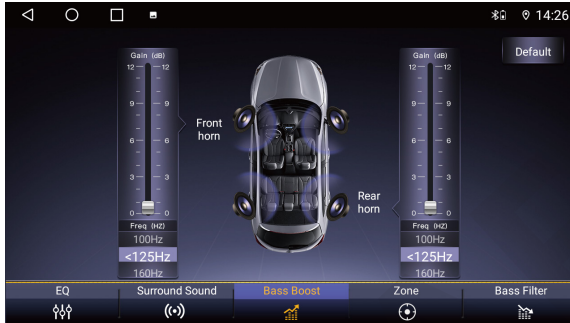 14:26
Default
Gain (dB)
12 12
9 9
6 6
3 3
0 0
Freq (HZ)
100Hz
<125Hz
160Hz
Front
horn
Rear
horn
Gain (dB)
12 12
9 9
6 6
3 3
0 0
Freq (HZ)
100Hz
<125Hz
160Hz
EQ
Surround Sound
Bass Boost
Zone
Bass Filter